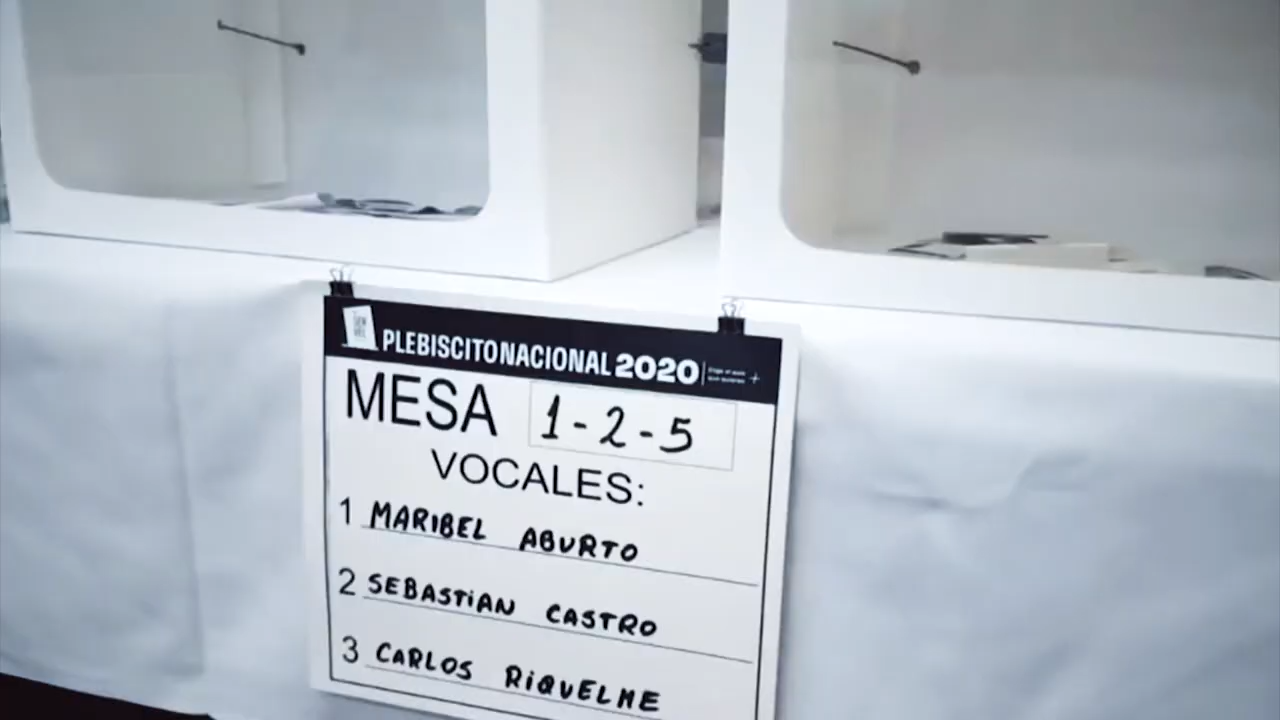 PLEBISCITO NACIONAL 2020
MESA 1-2-5
VOCALES:
1 MARIBEL ABURTO
2 SEBASTIAN CASTRO
3 CARLOS RIQUELME